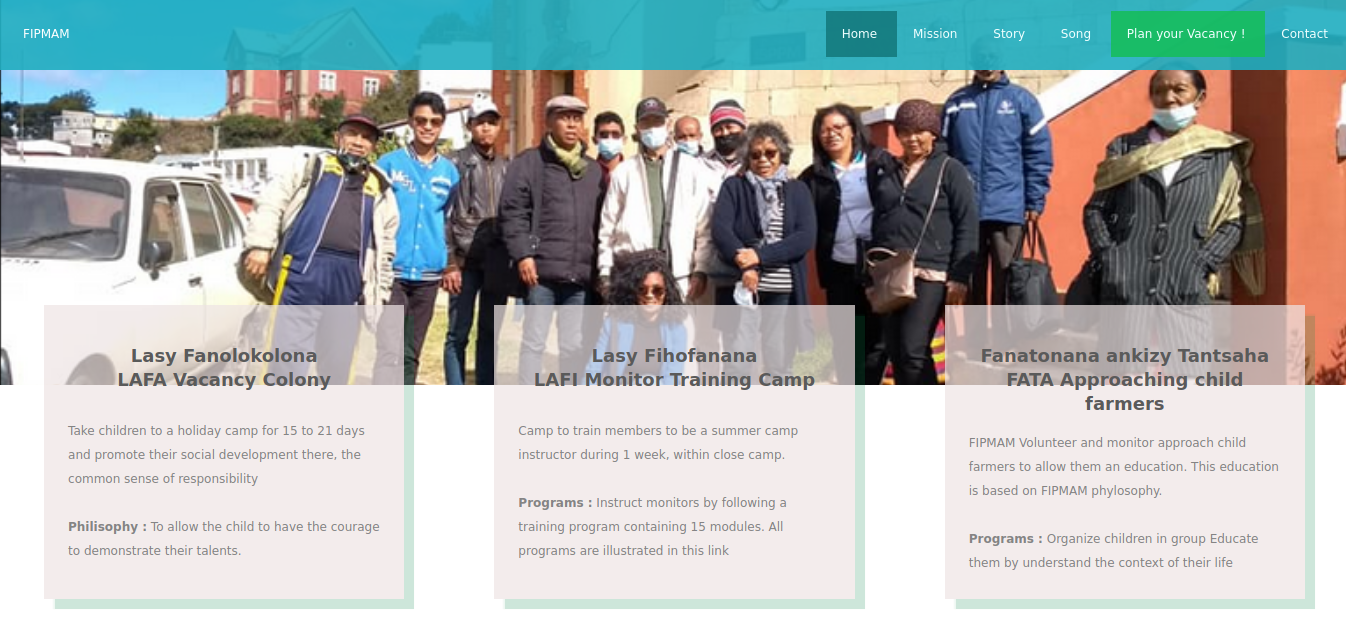 FIPMAM
Home
Mission
Story
Song
Plan your Vacancy !
Contact
Lasy Fanolokolona
LAFA Vacancy Colony
Take children to a holiday camp for 15 to 21 days
and promote their social development there, the
common sense of responsibility
Philisophy : To allow the child to have the courage
to demonstrate their talents.
Lasy Fihofanana
LAFI Monitor Training Camp
Camp to train members to be a summer camp
instructor during 1 week, within close camp.
Programs : Instruct monitors by following a
training program containing 15 modules. All
programs are illustrated in this link
Fanatonana ankizy Tantsaha
FATA Approaching child
farmers
FIPMAM Volunteer and monitor approach child
farmers to allow them an education. This education
is based on FIPMAM phylosophy.
Programs : Organize children in group Educate
them by understand the context of their life